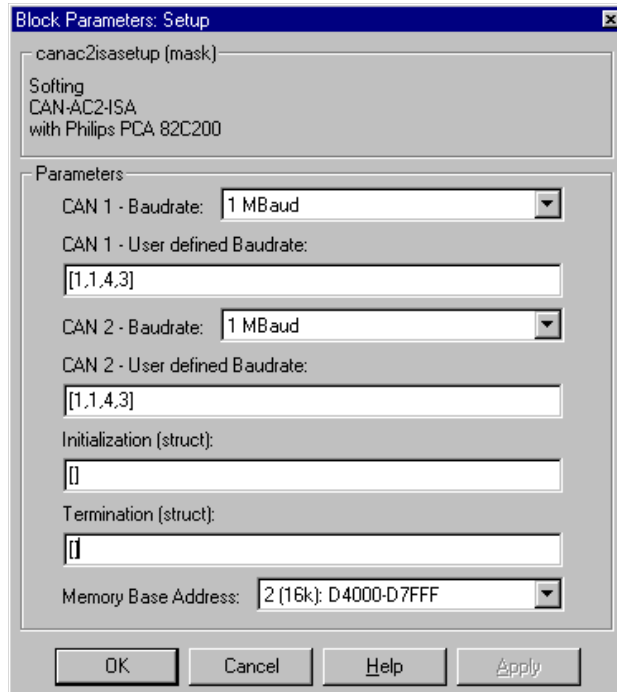 Block Parameters: Setup
canac2isasetup (mask)
Softing
CAN-AC2-ISA
with Philips PCA 82C200
Parameters
CAN 1 - Baudrate: 1 MBaud
CAN 1 - User defined Baudrate:
[1,1,4,3]
CAN 2 - Baudrate: 1 MBaud
CAN 2 - User defined Baudrate:
[1,1,4,3]
Initialization (struct):
[]
Termination (struct):
[]
Memory Base Address: 2 (16k): D4000-D7FFF
OK Cancel Help Apply